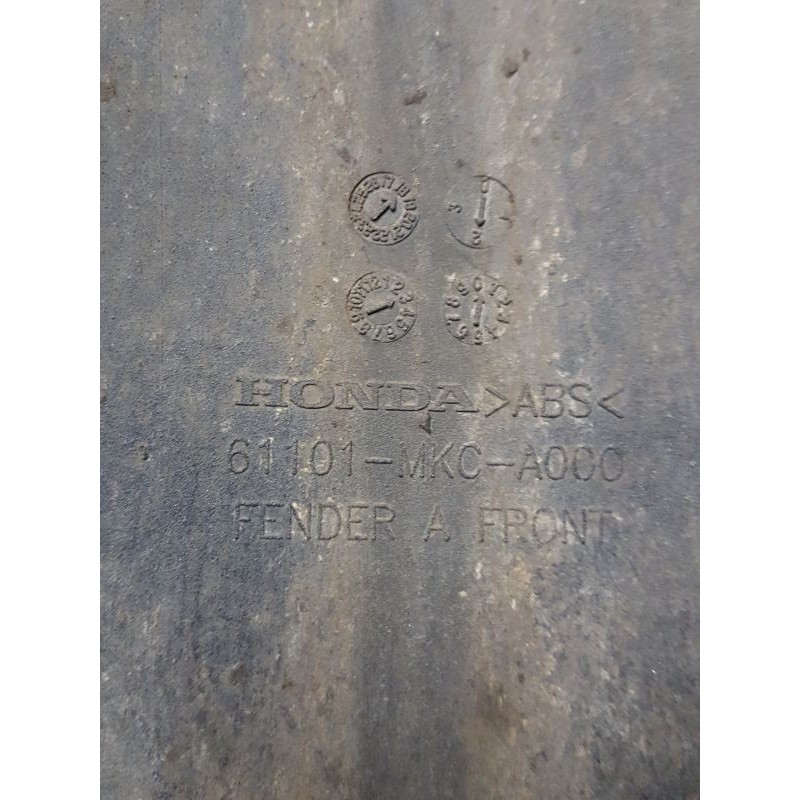 HONDA >ABS<
61101-MKC-A000
FENDER A FRONT